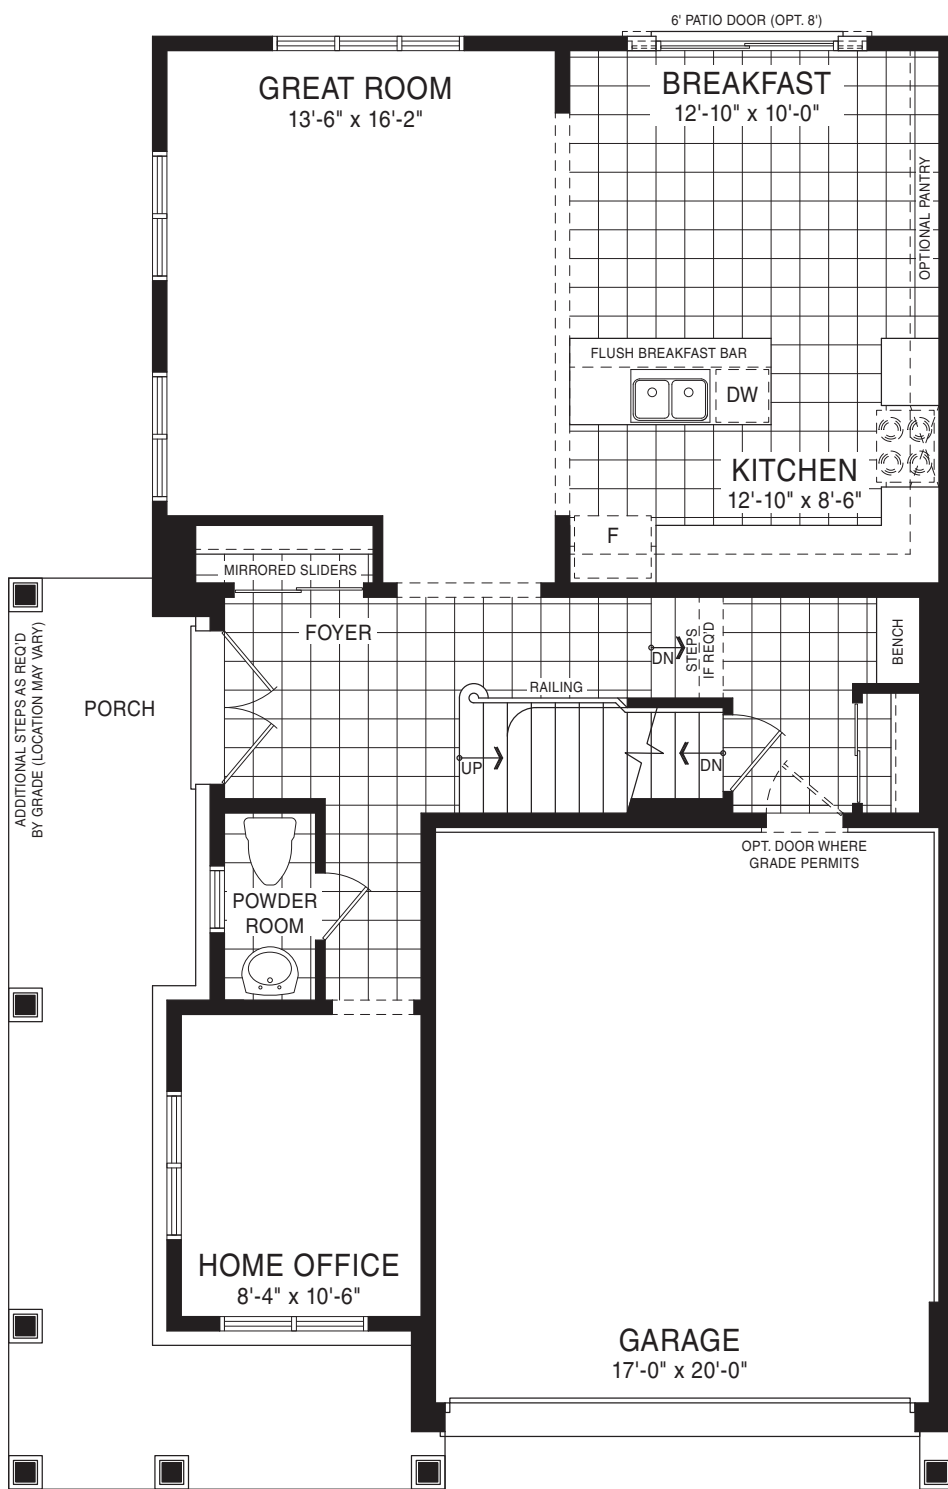 6' PATIO DOOR (OPT. 8')
GREAT ROOM
13'-6" x 16'-2"
BREAKFAST
12'-10" x 10'-0"
OPTIONAL PANTRY
FLUSH BREAKFAST BAR
DW
KITCHEN
12'-10" x 8'-6"
F
MIRRORED SLIDERS
FOYER
DN
STEPS
IF REQ'D
BENCH
ADDITIONAL STEPS AS REQ'D
BY GRADE (LOCATION MAY VARY)
PORCH
RAILING
UP
DN
OPT. DOOR WHERE
GRADE PERMITS
POWDER
ROOM
HOME OFFICE
8'-4" x 10'-6"
GARAGE
17'-0" x 20'-0"